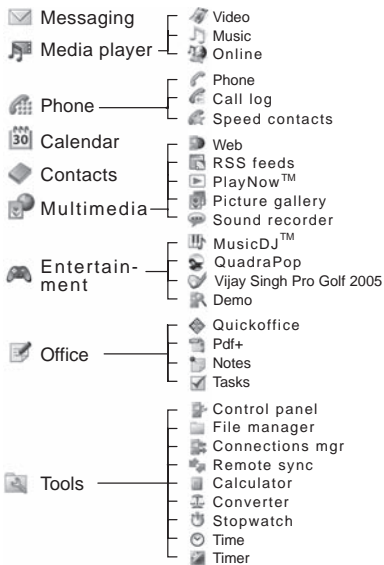 Messaging
Media player
Video
Music
Online
Phone
Phone
Call log
Speed contacts
30
Calendar
Contacts
Multimedia
Web
RSS feeds
PlayNow™
Picture gallery
Sound recorder
Entertain-
ment
MusicDJ™
QuadraPop
Vijay Singh Pro Golf 2005
Demo
Office
Quickoffice
Pdf+
Notes
Tasks
Tools
Control panel
File manager
Connections mgr
Remote sync
Calculator
Converter
Stopwatch
Time
Timer